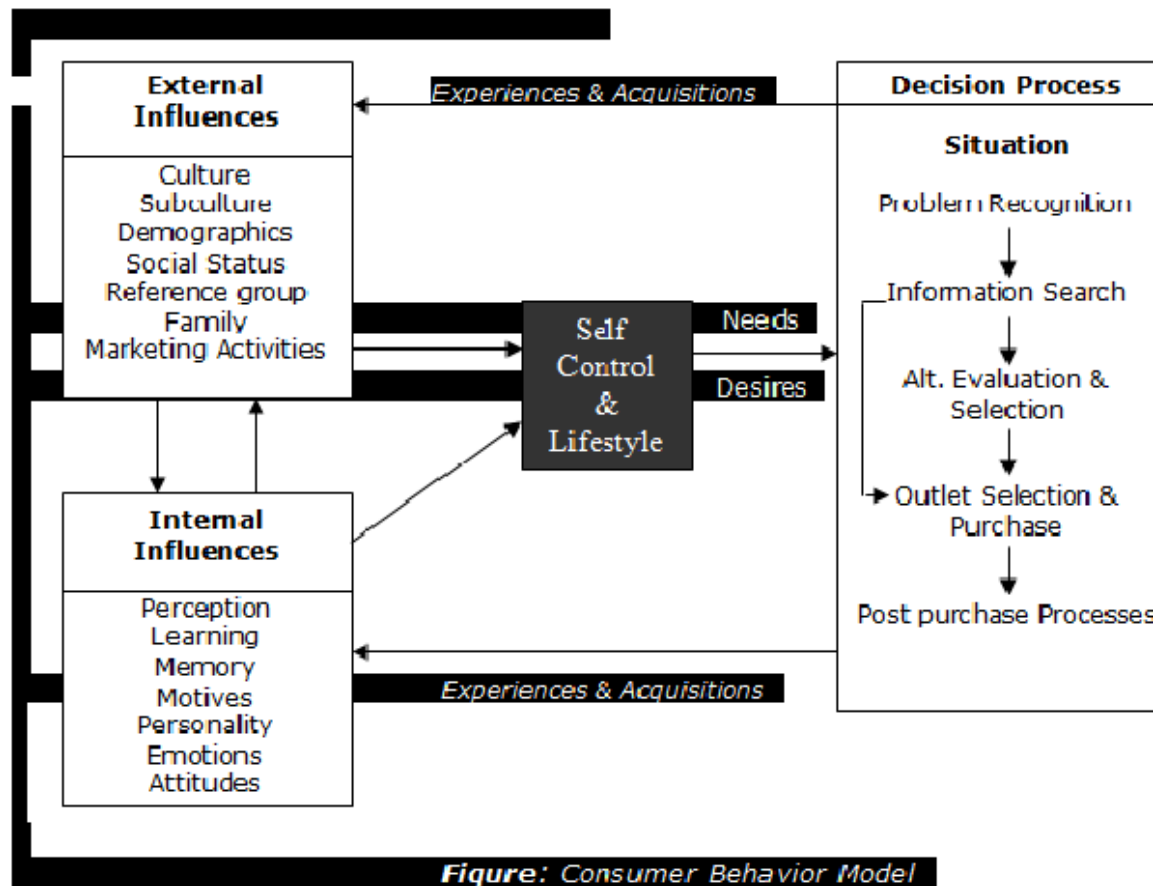 External
Influences
Culture
Subculture
Demographics
Social Status
Reference group
Family
Marketing Activities
Internal
Influences
Perception
Learning
Memory
Motives
Personality
Emotions
Attitudes
Experiences & Acquisitions
Self
Control
&
Lifestyle
Needs
Desires
Experiences & Acquisitions
Decision Process
Situation
Problem Recognition
Information Search
Alt. Evaluation &
Selection
Outlet Selection &
Purchase
Post purchase Processes
Figure: Consumer Behavior Model